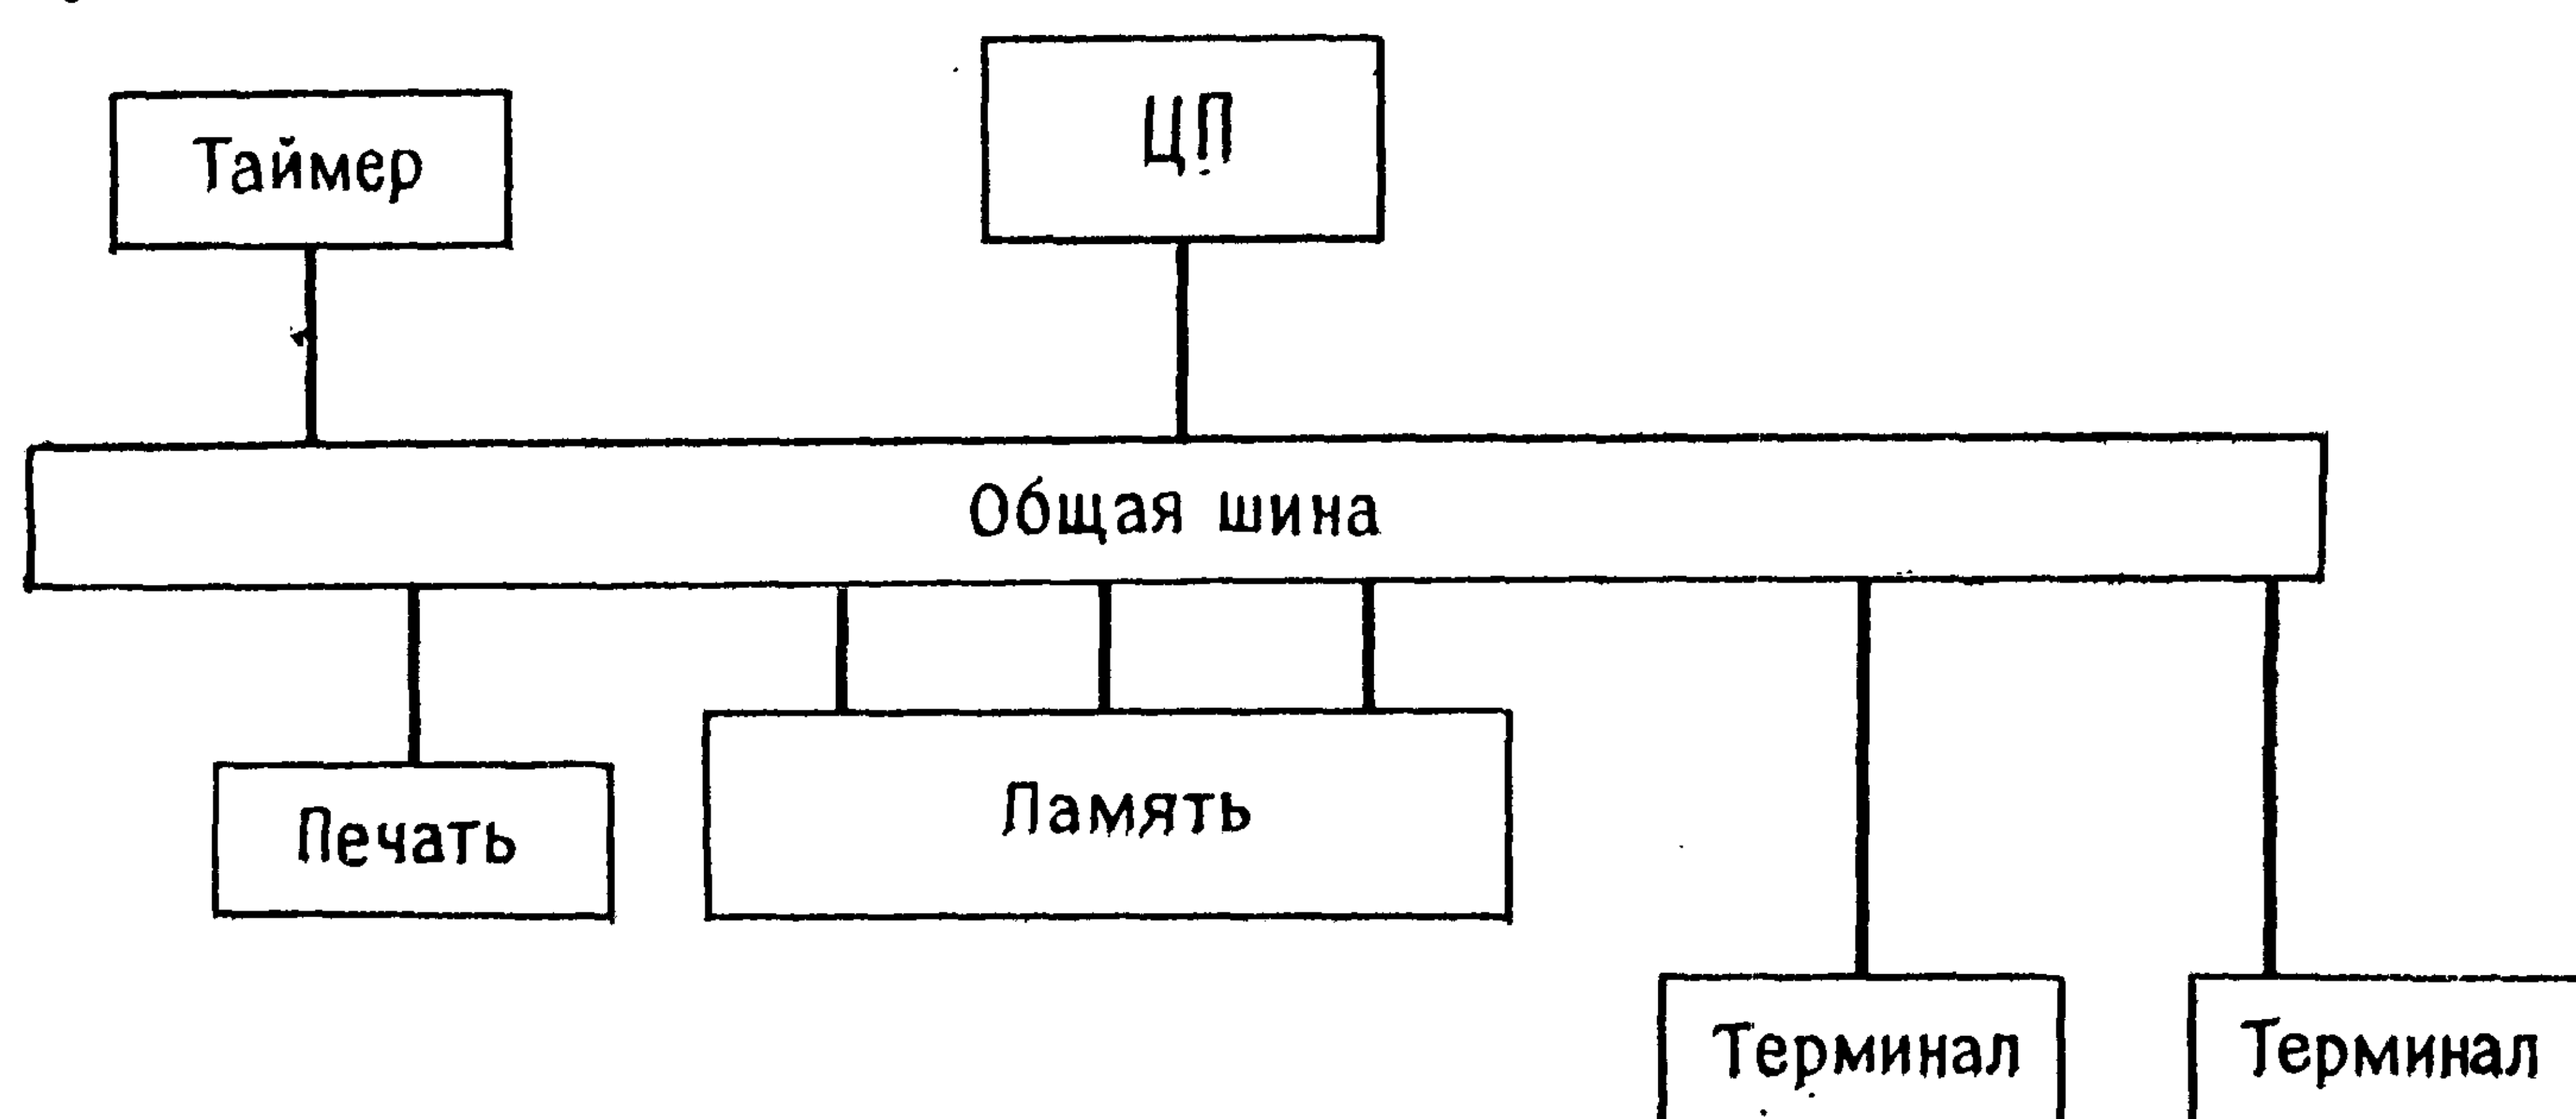 ЦП
Таймер
Общая шина
Печать
Память
Терминал
Терминал